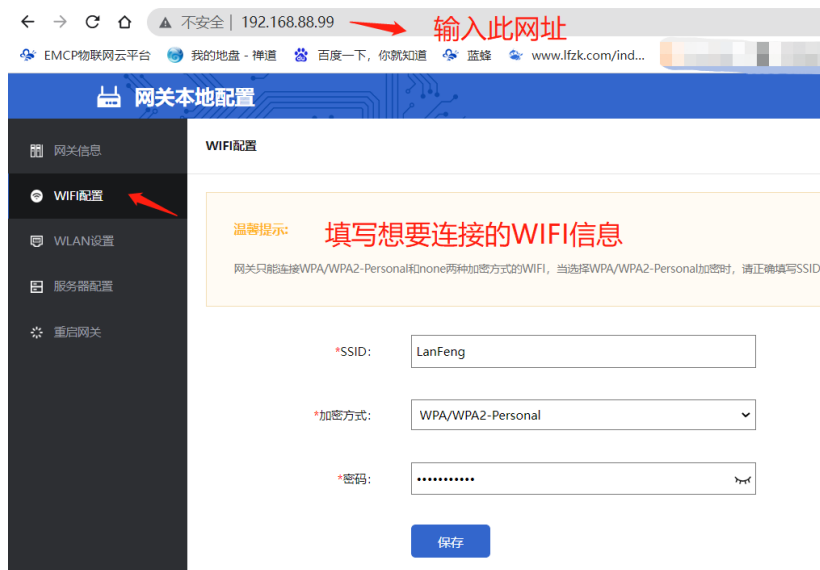 不安全 | 192.168.88.99
输入此网址
EMCP物联网云平台 我的地盘 - 禅道 百度一下，你就知道 蓝蜂 www.lfzk.com/ind...
网关本地配置
网关信息
WIFI配置
WLAN设置
服务器配置
重启网关
WIFI配置
温馨提示:
填写想要连接的WIFI信息
网关只能连接WPA/WPA2-Personal和none两种加密方式的WIFI，当选择WPA/WPA2-Personal加密时，请正确填写SSID
*SSID: LanFeng
*加密方式: WPA/WPA2-Personal
*密码: •••••••••••
保存